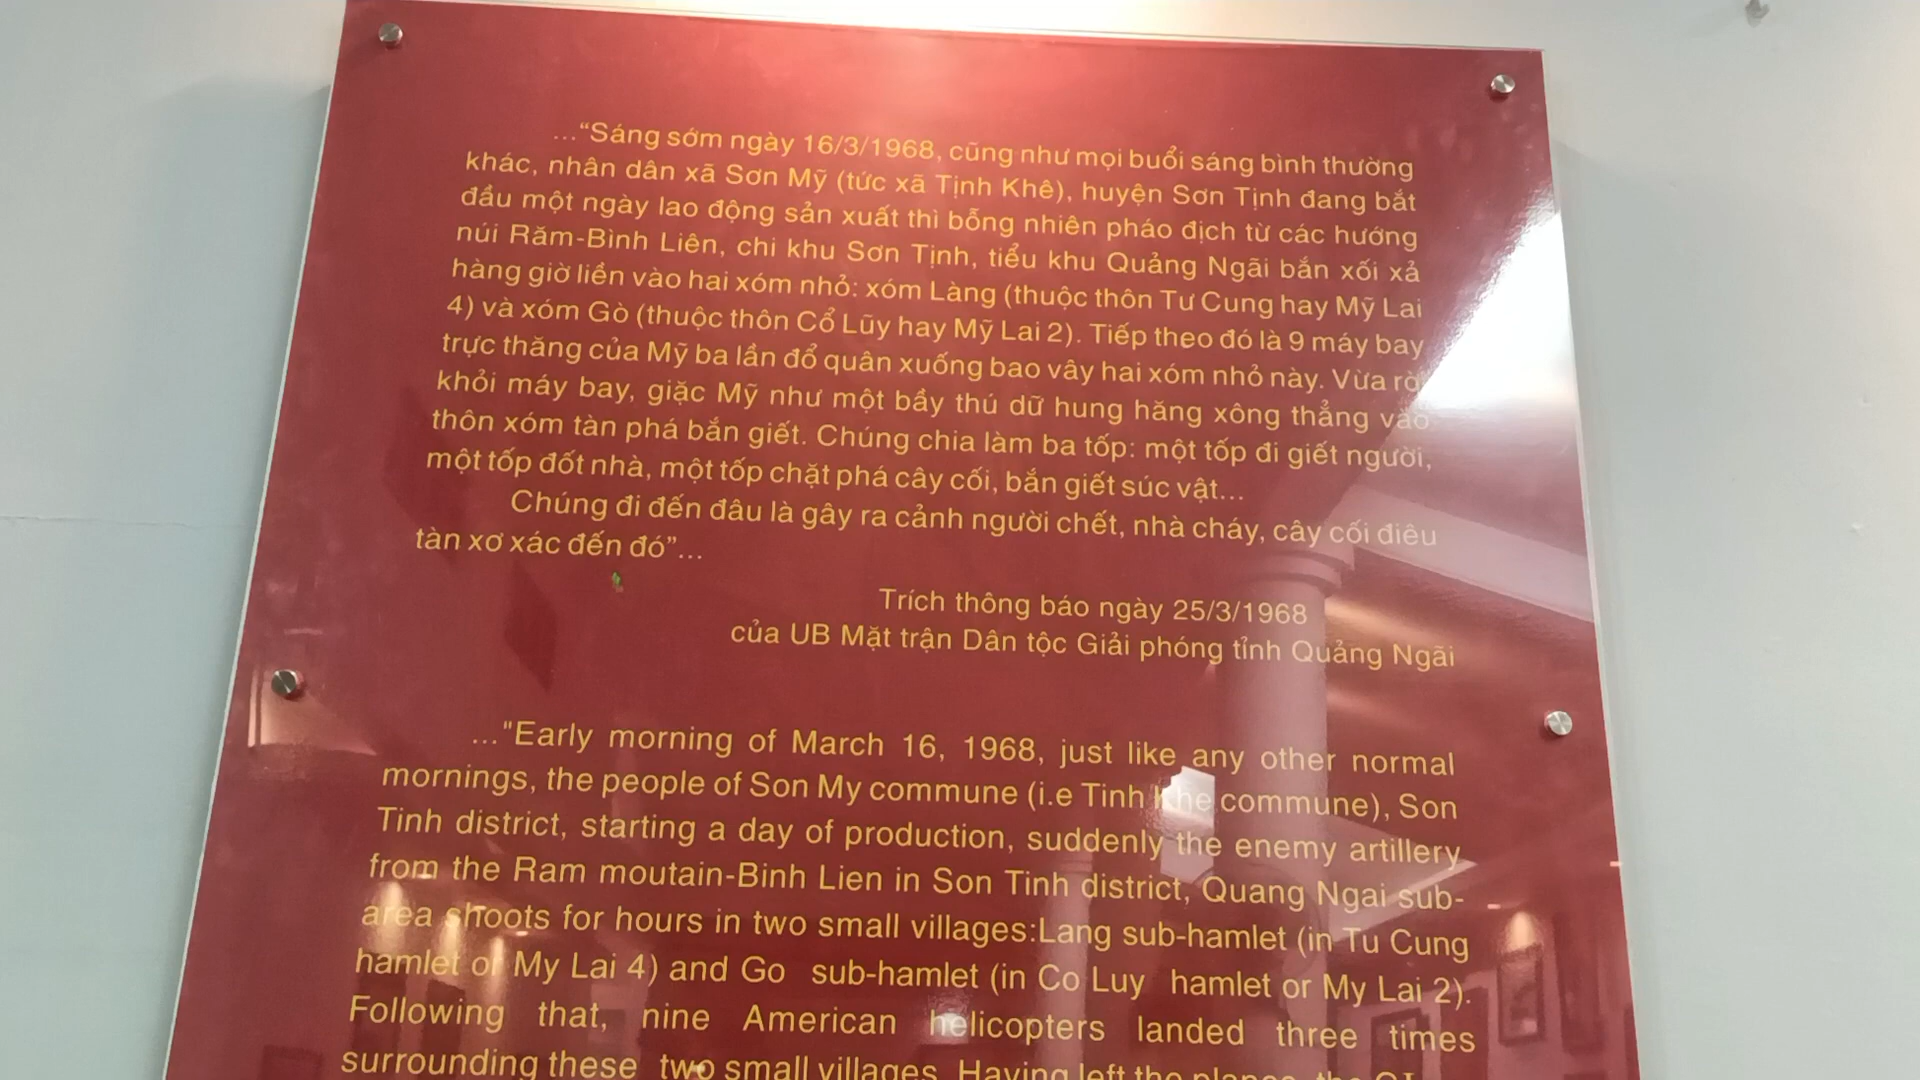 ..."Sáng sớm ngày 16/3/1968, cũng như mọi buổi sáng bình thường
khác, nhân dân xã Sơn Mỹ (tức xã Tịnh Khê), huyện Sơn Tịnh đang bắt
đầu một ngày lao động sản xuất thì bỗng nhiên pháo địch từ các hướng
núi Răm-Bình Liên, chi khu Sơn Tịnh, tiểu khu Quảng Ngãi bắn xối xả
hàng giờ liền vào hai xóm nhỏ: xóm Làng (thuộc thôn Tư Cung hay Mỹ Lai
4) và xóm Gò (thuộc thôn Cổ Lũy hay Mỹ Lai 2). Tiếp theo đó là 9 máy bay
trực thăng của Mỹ ba lần đổ quân xuống bao vây hai xóm nhỏ này. Vừa rời
khỏi máy bay, giặc Mỹ như một bầy thú dữ hung hăng xông thẳng vào
thôn xóm tàn phá bắn giết. Chúng chia làm ba tốp: một tốp đi giết người,
một tốp đốt nhà, một tốp chặt phá cây cối, bắn giết súc vật...
Chúng đi đến đâu là gây ra cảnh người chết, nhà cháy, cây cối điêu
tàn xơ xác đến đó"...
Trích thông báo ngày 25/3/1968
của UB Mặt trận Dân tộc Giải phóng tỉnh Quảng Ngãi
..."Early morning of March 16, 1968, just like any other normal
mornings, the people of Son My commune (i.e Tinh Khe commune), Son
Tinh district, starting a day of production, suddenly the enemy artillery
from the Ram moutain-Binh Lien in Son Tinh district, Quang Ngai sub-
area shoots for hours in two small villages:Lang sub-hamlet (in Tu Cung
hamlet or My Lai 4) and Go sub-hamlet (in Co Luy hamlet or My Lai 2).
Following that, nine American helicopters landed three times
surrounding these two small villages. Having left the planes, the GI